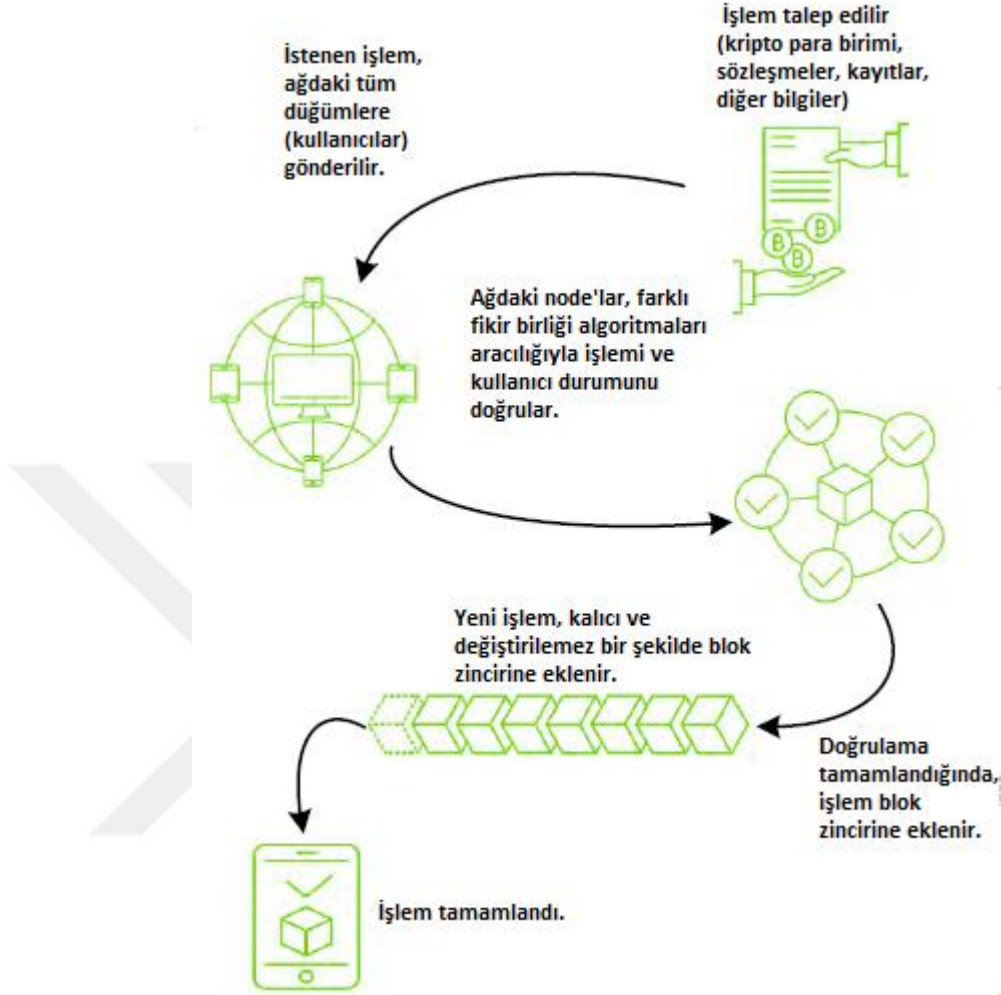 İşlem talep edilir
(kripto para birimi,
sözleşmeler, kayıtlar,
diğer bilgiler)
İstenen işlem,
ağdaki tüm
düğümlere
(kullanıcılar)
gönderilir.
Ağdaki node'lar, farklı
fikir birliği algoritmaları
aracılığıyla işlemi ve
kullanıcı durumunu
doğrular.
Doğrulama
tamamlandığında,
işlem blok
zincirine eklenir.
Yeni işlem, kalıcı ve
değiştirilemez bir şekilde blok
zincirine eklenir.
İşlem tamamlandı.